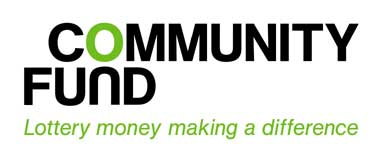 COMMUNITY
FUND
Lottery money making a difference